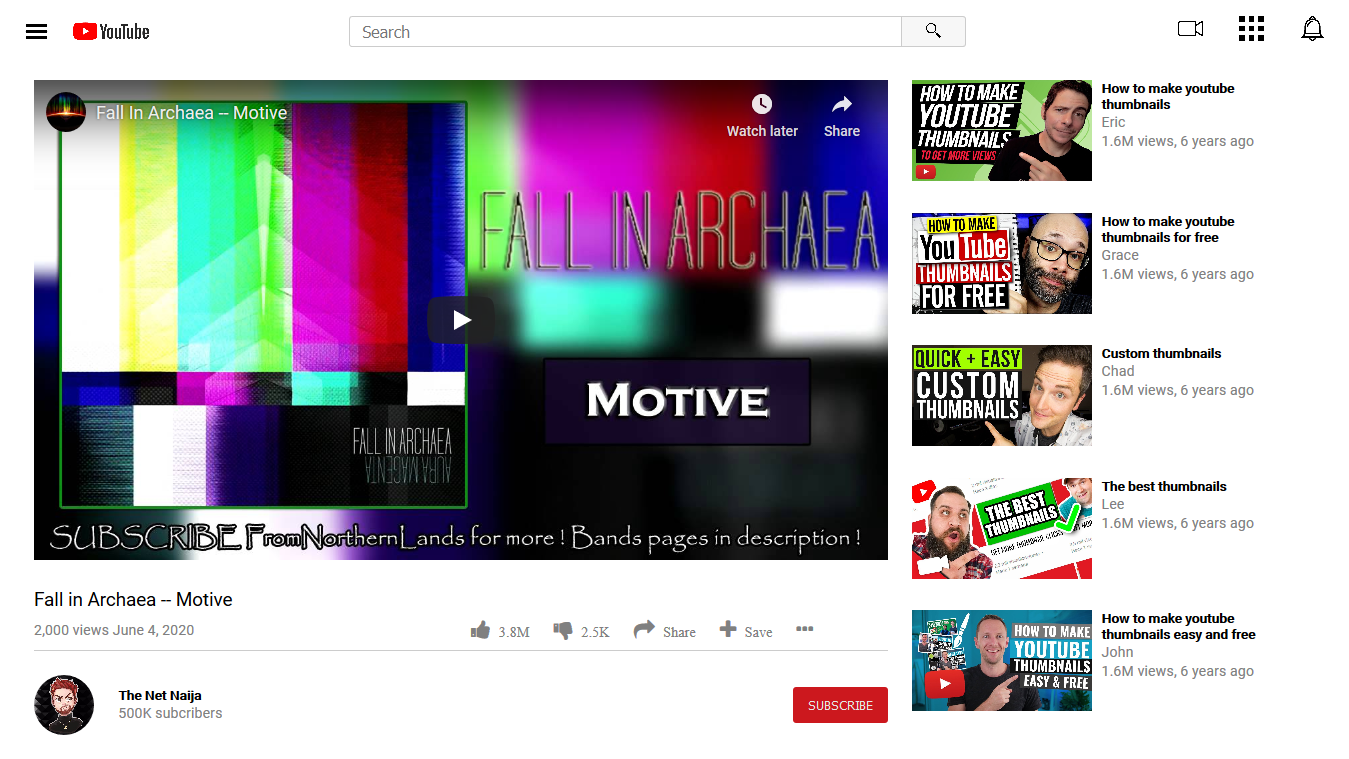 YouTube
Search
Fall In Archaea -- Motive
Watch later
Share
FALL IN ARCHAEA
MOTIVE
FALL IN ARCHAEA
AURA MAGENTA
SUBSCRIBE FromNorthernLands for more ! Bands pages in description !
Fall in Archaea -- Motive
2,000 views June 4, 2020
3.8M
2.5K
Share
Save
The Net Naija
500K subcribers
SUBSCRIBE
HOW TO MAKE
YOUTUBE
THUMBNAILS
TO GET MORE VIEWS
How to make youtube
thumbnails
Eric
1.6M views, 6 years ago
HOW TO MAKE
YouTube
THUMBNAILS
FOR FREE
How to make youtube
thumbnails for free
Grace
1.6M views, 6 years ago
QUICK + EASY
CUSTOM
THUMBNAILS
Custom thumbnails
Chad
1.6M views, 6 years ago
THE BEST
THUMBNAILS
The best thumbnails
Lee
1.6M views, 6 years ago
HOW TO MAKE
YOUTUBE
THUMBNAILS
EASY & FREE
How to make youtube
thumbnails easy and free
John
1.6M views, 6 years ago